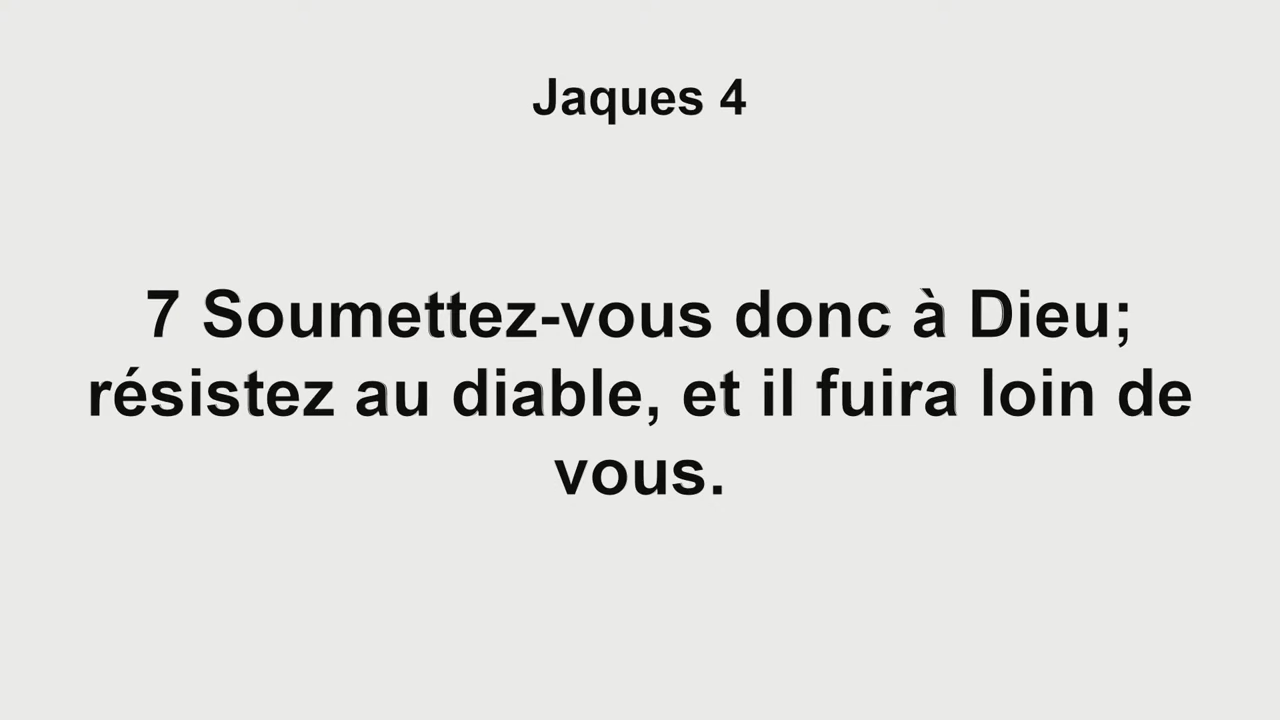 Jaques 4
7 Soumettez-vous donc à Dieu;
résistez au diable, et il fuira loin de
vous.